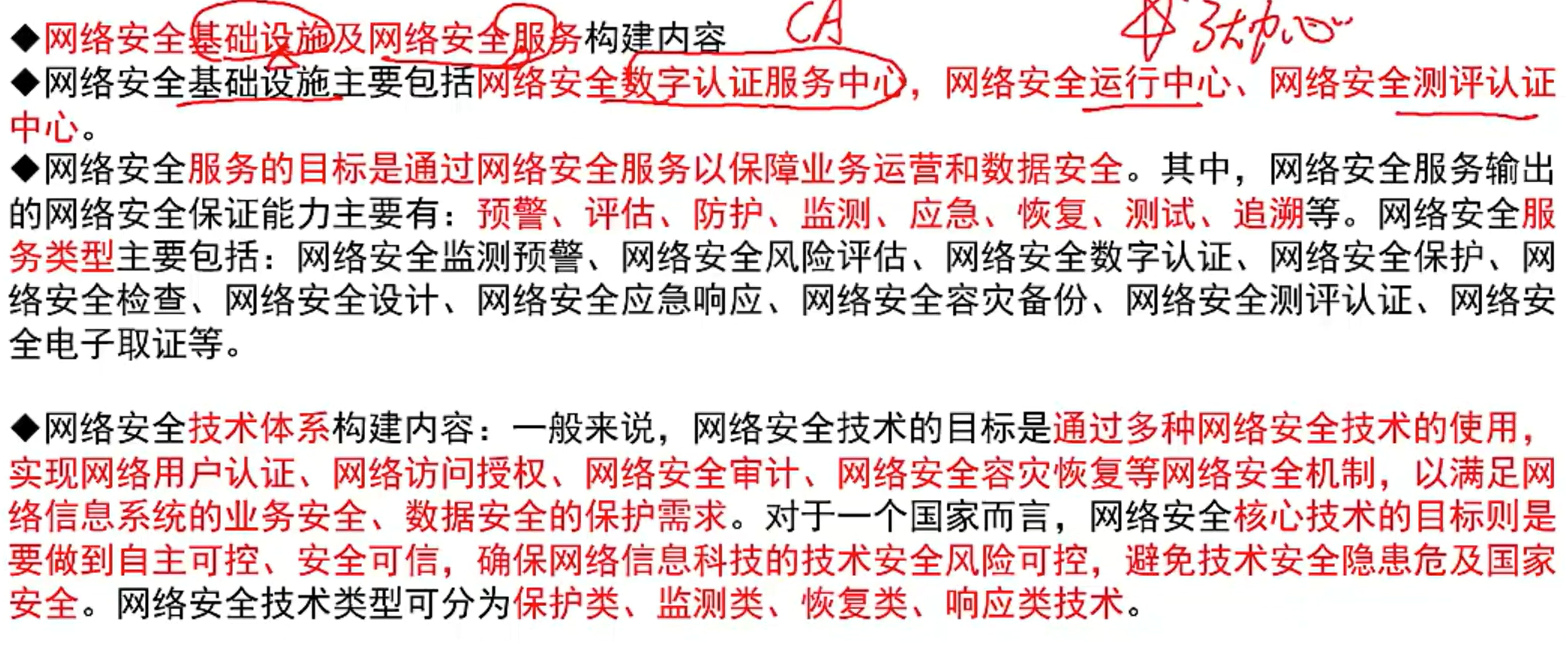 CA
3大中心
◆网络安全基础设施及网络安全服务构建内容
◆网络安全基础设施主要包括网络安全数字认证服务中心，网络安全运行中心、网络安全测评认证
中心。
◆网络安全服务的目标是通过网络安全服务以保障业务运营和数据安全。其中，网络安全服务输出
的网络安全保证能力主要有：预警、评估、防护、监测、应急、恢复、测试、追溯等。网络安全服
务类型主要包括：网络安全监测预警、网络安全风险评估、网络安全数字认证、网络安全保护、网
络安全检查、网络安全设计、网络安全应急响应、网络安全容灾备份、网络安全测评认证、网络安
全电子取证等。
◆网络安全技术体系构建内容：一般来说，网络安全技术的目标是通过多种网络安全技术的使用，
实现网络用户认证、网络访问授权、网络安全审计、网络安全容灾恢复等网络安全机制，以满足网
络信息系统的业务安全、数据安全的保护需求。对于一个国家而言，网络安全核心技术的目标则是
要做到自主可控、安全可信，确保网络信息科技的技术安全风险可控，避免技术安全隐患危及国家
安全。网络安全技术类型可分为保护类、监测类、恢复类、响应类技术。